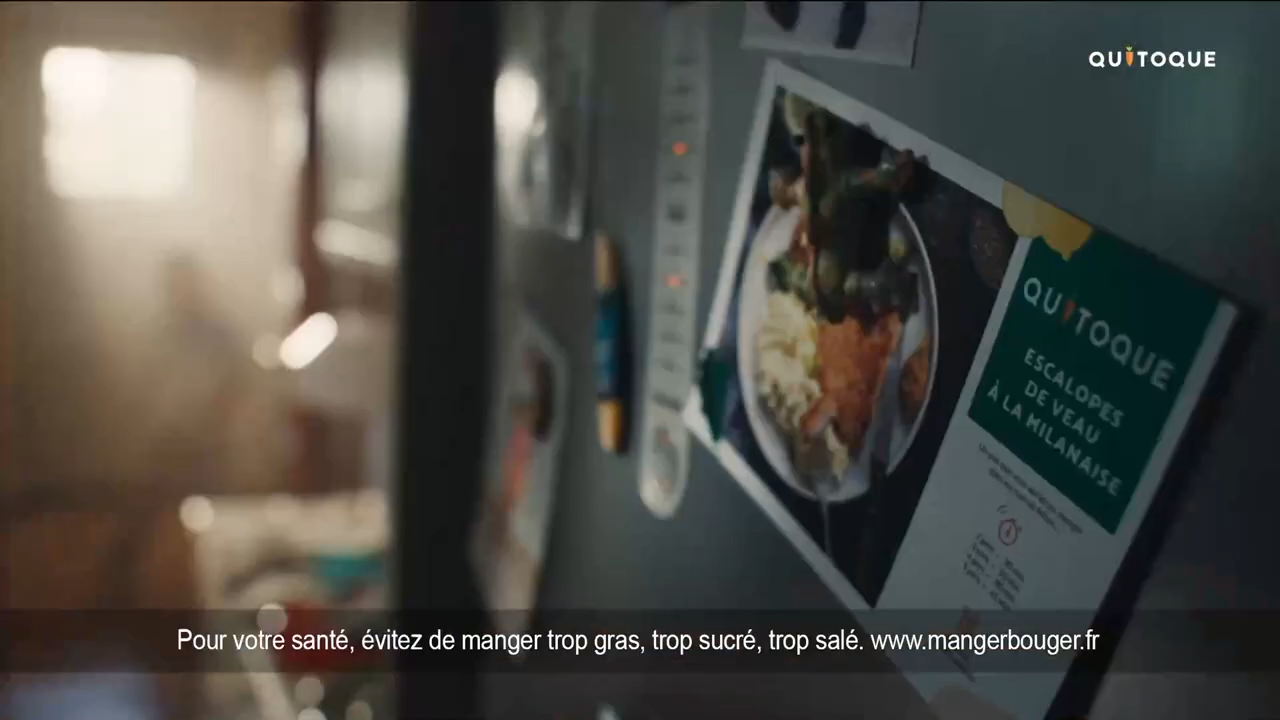 QUITOQUE
QUITOQUE
ESCALOPES
DE VEAU
À LA MILANAISE
Pour votre santé, évitez de manger trop gras, trop sucré, trop salé. www.mangerbouger.fr